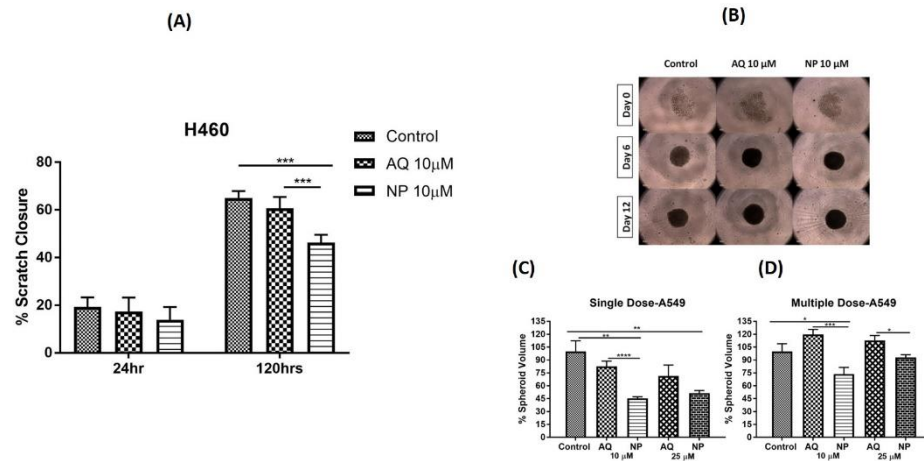 (A)
H460
% Scratch Closure
80
60
40
20
0
24hr
120hrs
***
***
Control
AQ 10μM
NP 10μM
(B)
Control
AQ 10 μM
NP 10 μM
Day 0
Day 6
Day 12
(C)
Single Dose-A549
% Spheroid Volume
135
120
105
90
75
60
45
30
15
0
**
**
****
Control
AQ
NP
AQ
NP
10 μM
25 μM
(D)
Multiple Dose-A549
% Spheroid Volume
135
120
105
90
75
60
45
30
15
0
*
***
*
Control
AQ
NP
AQ
NP
10 μM
25 μM